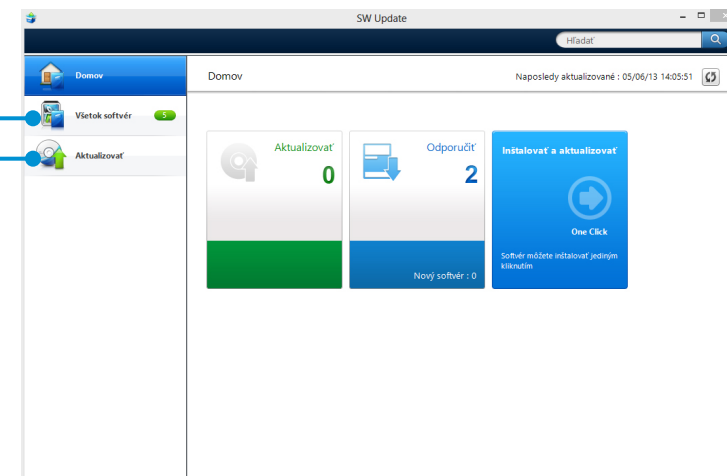 SW Update
Hľadať
Domov
Všetok softvér 5
Aktualizovať
Domov
Naposledy aktualizované : 05/06/13 14:05:51
Aktualizovať
0
Odporučiť
2
Nový softvér : 0
Inštalovať a aktualizovať
One Click
Softvér môžete inštalovať jediným
kliknutím